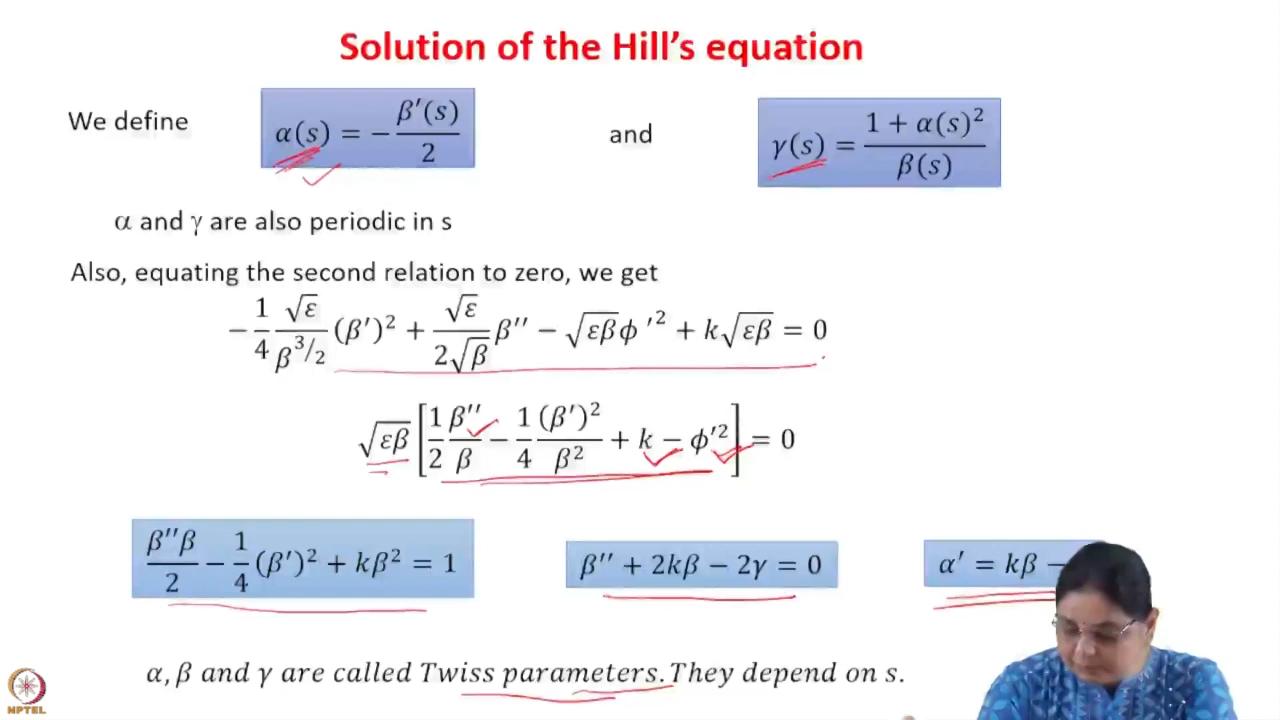 Solution of the Hill's equation
We define α(s) = −β′(s)/2 and γ(s) = (1 + α(s)²)/β(s)
α and γ are also periodic in s
Also, equating the second relation to zero, we get
−(1/4)(√ε/β^{3/2})(β′)² + (√ε/(2√β))β″ − √(εβ)ϕ′² + k√(εβ) = 0
√(εβ)[(1/2)(β″/β) − (1/4)((β′)²/β²) + k − ϕ′²] = 0
β″β/2 − (1/4)(β′)² + kβ² = 1 β″ + 2kβ − 2γ = 0 α′ = kβ −
α, β and γ are called Twiss parameters. They depend on s.
NPTEL